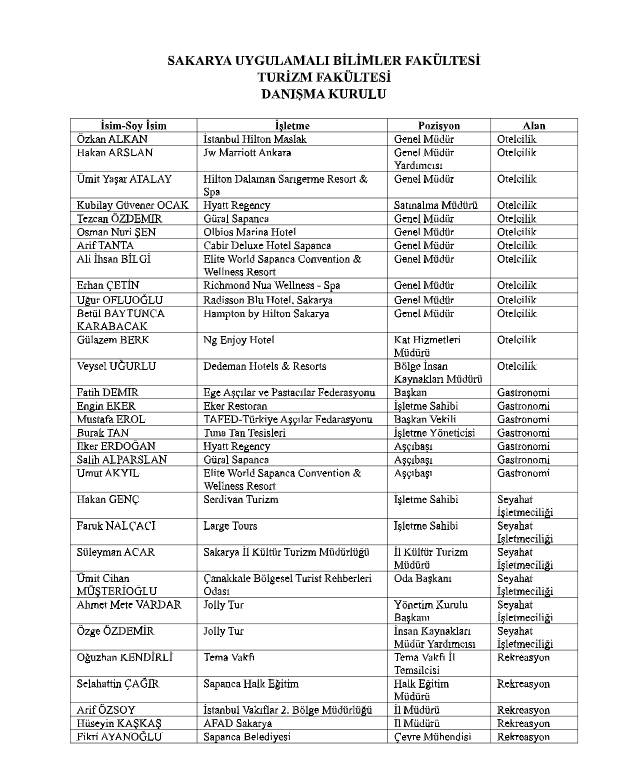 SAKARYA UYGULAMALI BİLİMLER FAKÜLTESİ
TURİZM FAKÜLTESİ
DANIŞMA KURULU
İsim-Soy İsim İşletme Pozisyon Alan
Özkan ALKAN İstanbul Hilton Maslak Genel Müdür Otelcilik
Hakan ARSLAN Jw Marriott Ankara Genel Müdür Otelcilik
Yardımcısı
Ümit Yaşar ATALAY Hilton Dalaman Sarıgerme Resort & Genel Müdür Otelcilik
Spa
Kubilay Güvener OCAK Hyatt Regency Satınalma Müdürü Otelcilik
Tezcan ÖZDEMİR Güral Sapanca Genel Müdür Otelcilik
Osman Nuri ŞEN Olbios Marina Hotel Genel Müdür Otelcilik
Arif TANTA Cabir Deluxe Hotel Sapanca Genel Müdür Otelcilik
Ali İhsan BİLGİ Elite World Sapanca Convention & Genel Müdür Otelcilik
Wellness Resort
Erhan ÇETİN Richmond Nua Wellness - Spa Genel Müdür Otelcilik
Uğur OFLUOĞLU Radisson Blu Hotel, Sakarya Genel Müdür Otelcilik
Betül BAYTUNCA Hampton by Hilton Sakarya Genel Müdür Otelcilik
KARABACAK
Gülazem BERK Ng Enjoy Hotel Kat Hizmetleri Otelcilik
Müdürü
Veysel UĞURLU Dedeman Hotels & Resorts Bölge İnsan Otelcilik
Kaynakları Müdürü
Fatih DEMİR Ege Aşçılar ve Pastacılar Federasyonu Başkan Gastronomi
Engin EKER Eker Restoran İşletme Sahibi Gastronomi
Mustafa EROL TAFED-Türkiye Aşçılar Fedarasyonu Başkan Vekili Gastronomi
Burak TAN Tuna Tan Tesisleri İşletme Yöneticisi Gastronomi
İlker ERDOĞAN Hyatt Regency Aşçıbaşı Gastronomi
Salih ALPARSLAN Güral Sapanca Aşçıbaşı Gastronomi
Umut AKYIL Elite World Sapanca Convention & Aşçıbaşı Gastronomi
Wellness Resort
Hakan GENÇ Serdivan Turizm İşletme Sahibi Seyahat
İşletmeciliği
Faruk NALÇACI Large Tours İşletme Sahibi Seyahat
İşletmeciliği
Süleyman ACAR Sakarya İl Kültür Turizm Müdürlüğü İl Kültür Turizm Seyahat
Müdürü İşletmeciliği
Ümit Cihan Çanakkale Bölgesel Turist Rehberleri Oda Başkanı Seyahat
MÜŞTERİOĞLU Odası İşletmeciliği
Ahmet Mete VARDAR Jolly Tur Yönetim Kurulu Seyahat
Başkanı İşletmeciliği
Özge ÖZDEMİR Jolly Tur İnsan Kaynakları Seyahat
Müdür Yardımcısı İşletmeciliği
Oğuzhan KENDİRLİ Tema Vakfı Tema Vakfı İl Rekreasyon
Temsilcisi
Selahattin ÇAĞIR Sapanca Halk Eğitim Halk Eğitim Rekreasyon
Müdürü
Arif ÖZSOY İstanbul Vakıflar 2. Bölge Müdürlüğü İl Müdürü Rekreasyon
Hüseyin KAŞKAŞ AFAD Sakarya İl Müdürü Rekreasyon
Fikri AYANOĞLU Sapanca Belediyesi Çevre Mühendisi Rekreasyon